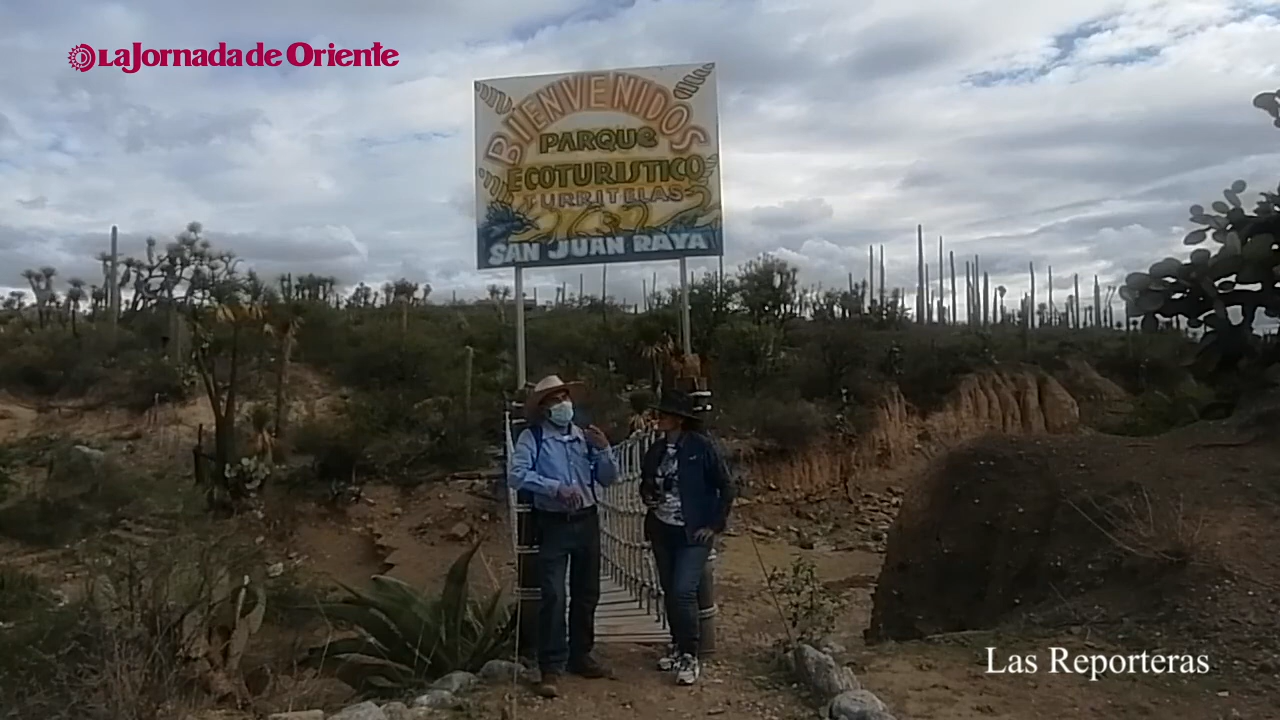 LaJornada de Oriente
BIENVENIDOS
PARQUE
ECOTURISTICO
TURRITELAS
SAN JUAN RAYA
Las Reporteras